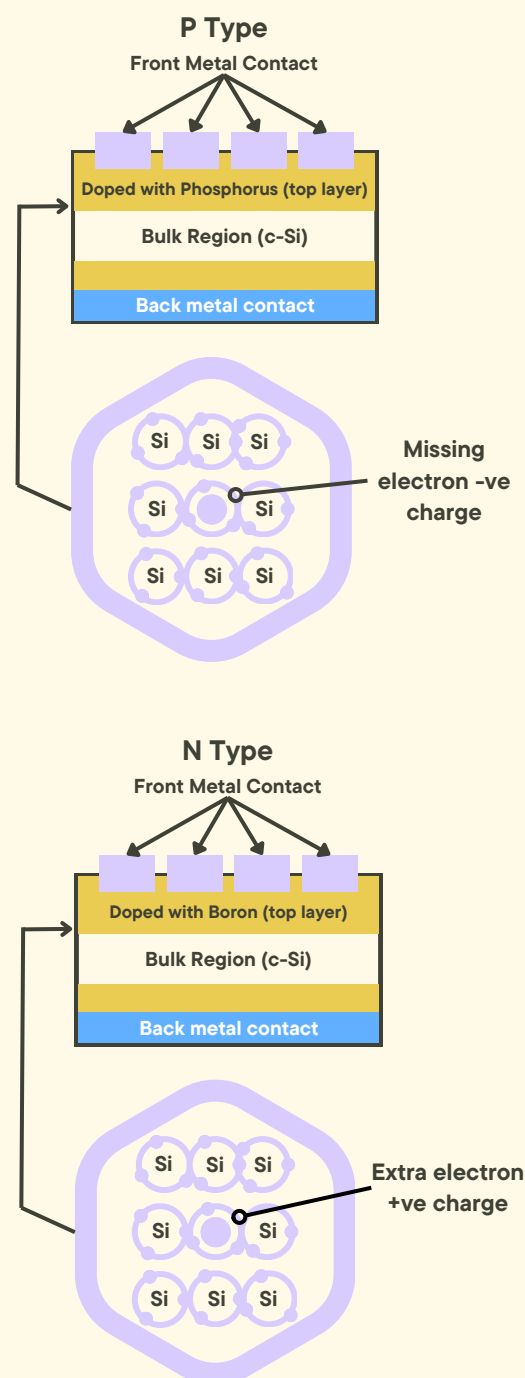 P Type
Front Metal Contact
Doped with Phosphorus (top layer)
Bulk Region (c-Si)
Back metal contact
Si Si Si
Si Si
Si Si Si
Missing
electron -ve
charge
N Type
Front Metal Contact
Doped with Boron (top layer)
Bulk Region (c-Si)
Back metal contact
Si Si Si
Si Si
Si Si Si
Extra electron
+ve charge